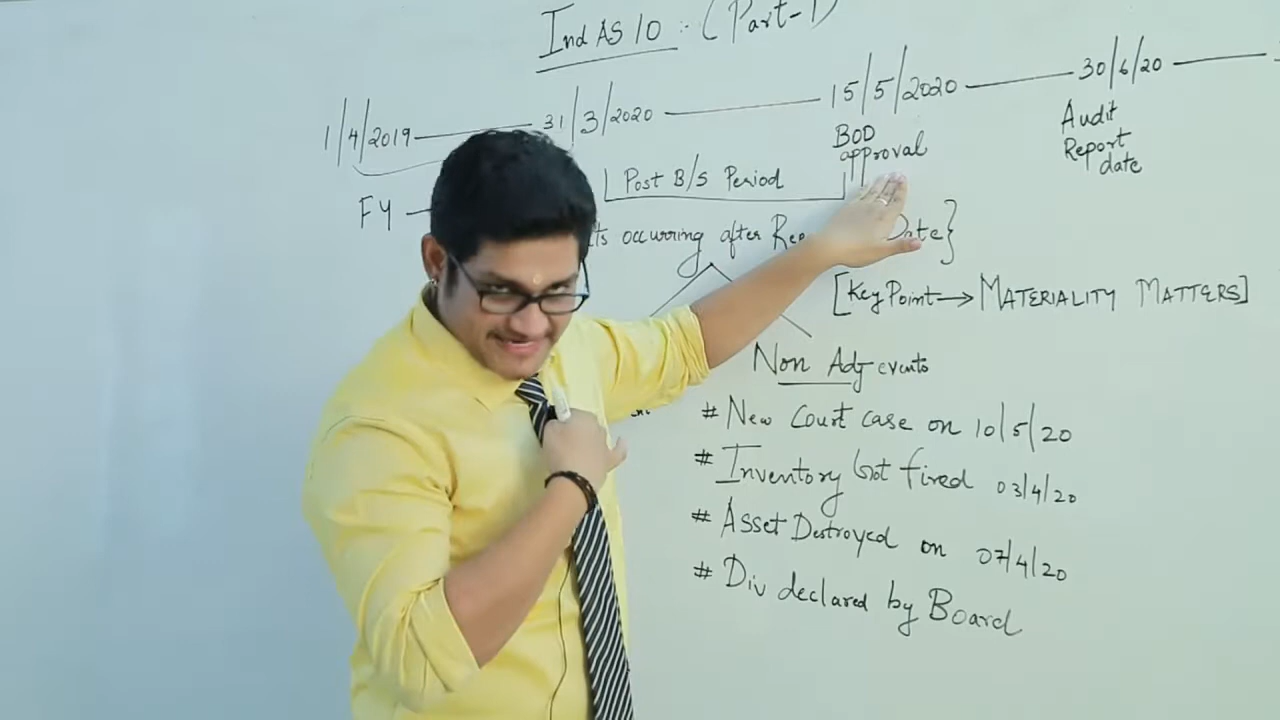 Ind AS 10 :- (Part-1)
1/4/2019 31/3/2020 15/5/2020 30/6/20
BOD approval
Audit Report date
FY
Post B/S Period
occurring after Date}
[Key Point → MATERIALITY MATTERS]
Non Adj events
# New Court case on 10/5/20
# Inventory got fired 03/4/20
# Asset Destroyed on 07/4/20
# Div declared by Board